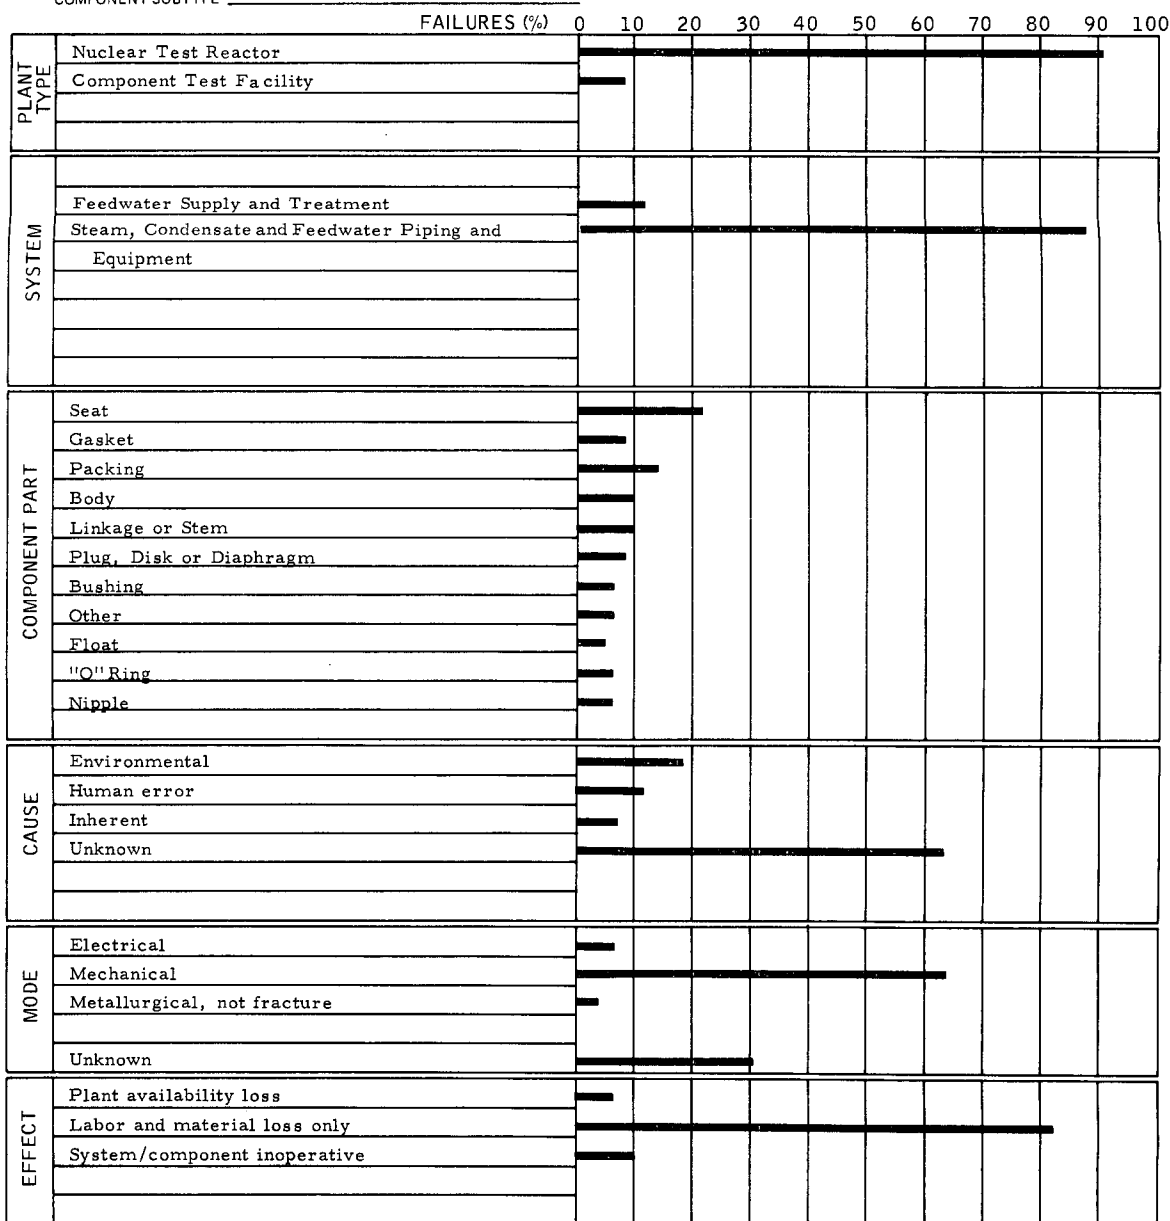 COMPONENT SUBTYPE
FAILURES (%) 0 10 20 30 40 50 60 70 80 90 100
PLANT TYPE
Nuclear Test Reactor
Component Test Facility
SYSTEM
Feedwater Supply and Treatment
Steam, Condensate and Feedwater Piping and
Equipment
COMPONENT PART
Seat
Gasket
Packing
Body
Linkage or Stem
Plug, Disk or Diaphragm
Bushing
Other
Float
"O" Ring
Nipple
CAUSE
Environmental
Human error
Inherent
Unknown
MODE
Electrical
Mechanical
Metallurgical, not fracture
Unknown
EFFECT
Plant availability loss
Labor and material loss only
System/component inoperative